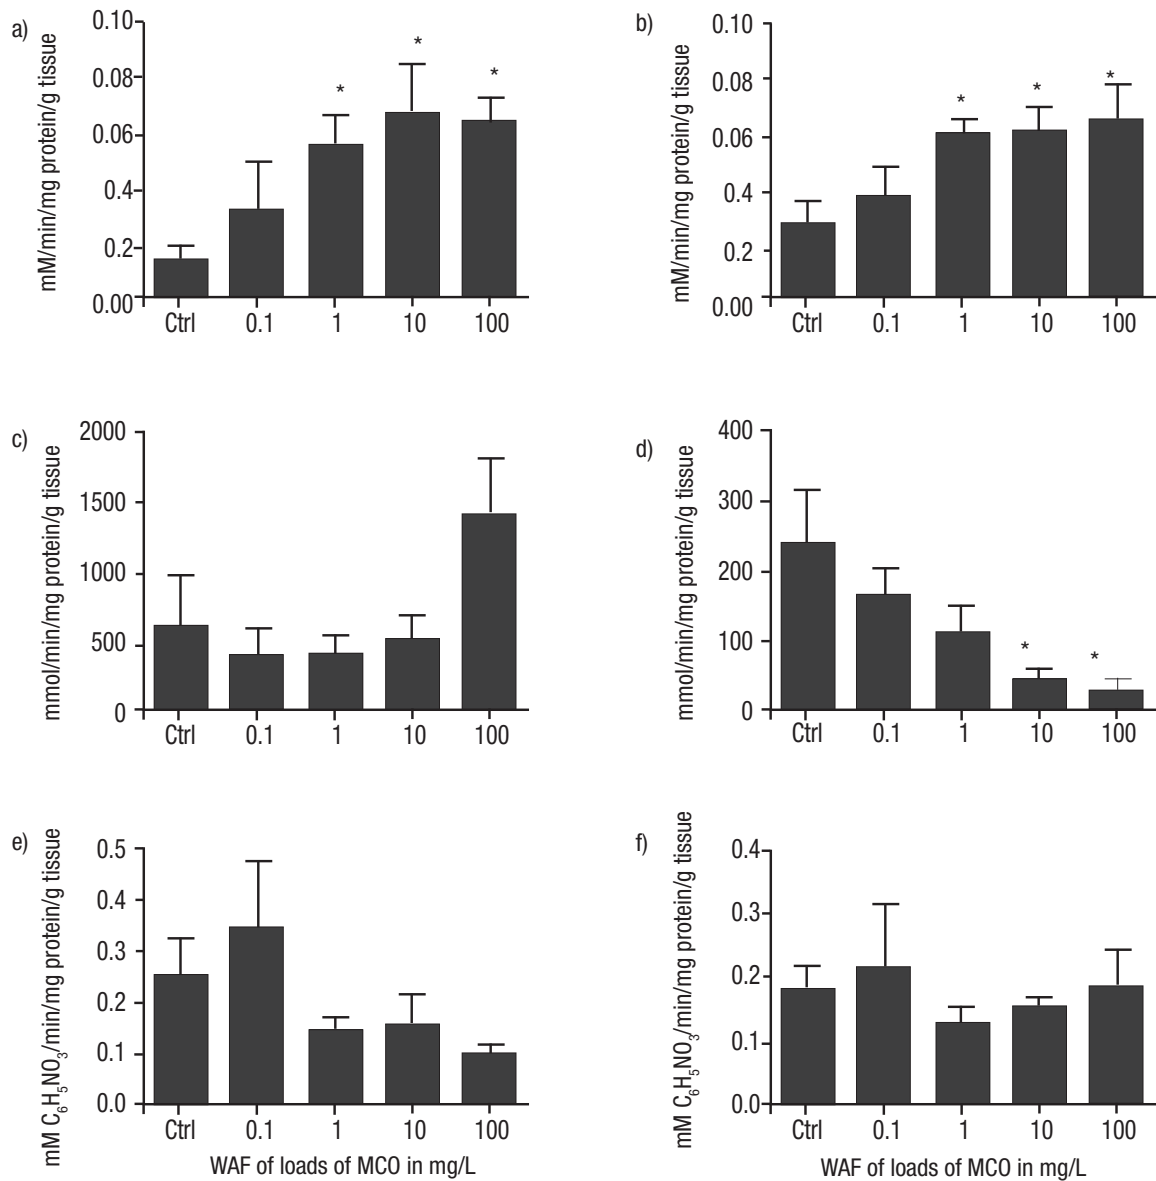 a)
mM/min/mg protein/g tissue
0.10
0.08
0.06
0.4
0.2
0.00
* * *
Ctrl 0.1 1 10 100
b)
mM/min/mg protein/g tissue
0.10
0.08
0.06
0.4
0.2
0.00
* * *
Ctrl 0.1 1 10 100
c)
mmol/min/mg protein/g tissue
2000
1500
1000
500
0
Ctrl 0.1 1 10 100
d)
mmol/min/mg protein/g tissue
400
300
200
100
0
* *
Ctrl 0.1 1 10 100
e)
mM C₆H₅NO₃/min/mg protein/g tissue
0.5
0.4
0.3
0.2
0.1
0.0
Ctrl 0.1 1 10 100
WAF of loads of MCO in mg/L
f)
mM C₆H₅NO₃/min/mg protein/g tissue
0.4
0.3
0.2
0.1
0.0
Ctrl 0.1 1 10 100
WAF of loads of MCO in mg/L